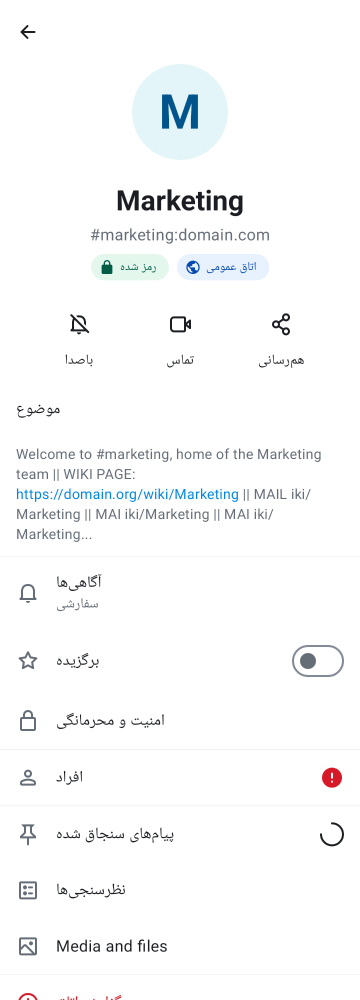 M
Marketing
#marketing:domain.com
رمز شده
اتاق عمومی
باصدا
تماس
هم‌رسانی
موضوع
Welcome to #marketing, home of the Marketing
team || WIKI PAGE:
https://domain.org/wiki/Marketing || MAIL iki/
Marketing || MAI iki/Marketing || MAI iki/
Marketing...
آگاهی‌ها
سفارشی
برگزیده
امنیت و محرمانگی
افراد
پیام‌های سنجاق شده
نظرسنجی‌ها
Media and files